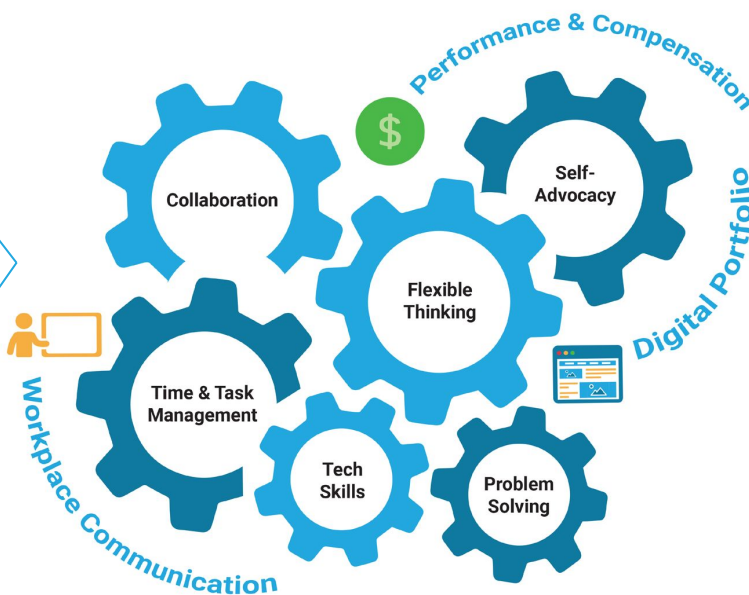 Performance & Compensation
$
Collaboration
Self-
Advocacy
Digital Portfolio
Flexible
Thinking
Time & Task
Management
Workplace Communication
Tech
Skills
Problem
Solving